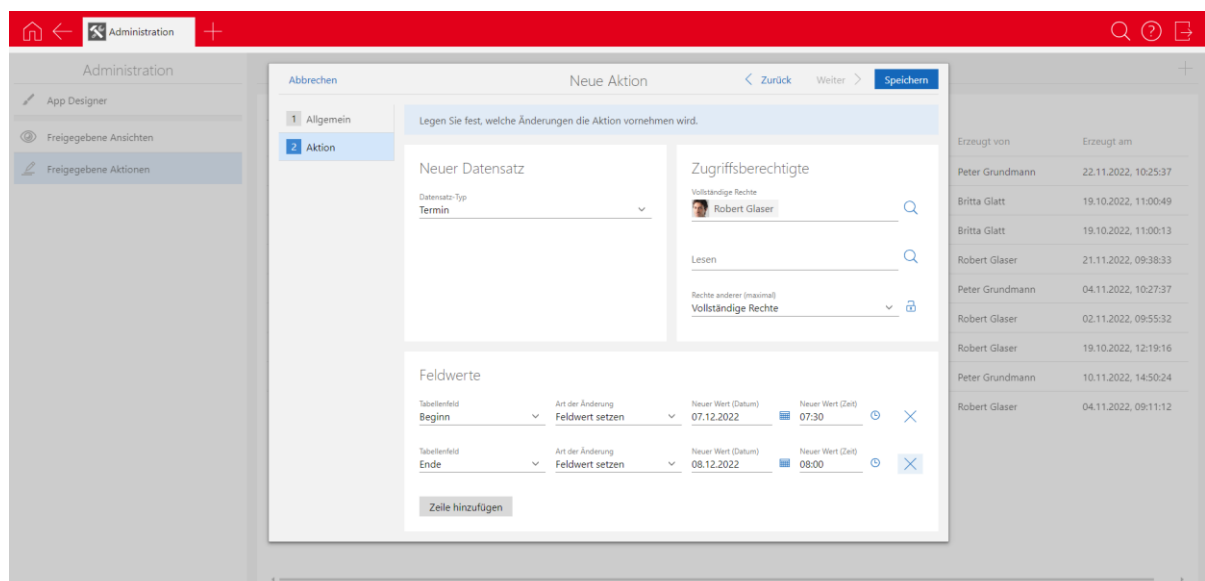 Administration
Administration
App Designer
Freigegebene Ansichten
Freigegebene Aktionen
Abbrechen
Neue Aktion
Zurück
Weiter
Speichern
1 Allgemein
2 Aktion
Legen Sie fest, welche Änderungen die Aktion vornehmen wird.
Neuer Datensatz
Datensatz-Typ
Termin
Zugriffsberechtigte
Vollständige Rechte
Robert Glaser
Lesen
Rechte anderer (maximal)
Vollständige Rechte
Feldwerte
Tabellenfeld Art der Änderung Neuer Wert (Datum) Neuer Wert (Zeit)
Beginn Feldwert setzen 07.12.2022 07:30
Tabellenfeld Art der Änderung Neuer Wert (Datum) Neuer Wert (Zeit)
Ende Feldwert setzen 08.12.2022 08:00
Zeile hinzufügen
Erzeugt von Erzeugt am
Peter Grundmann 22.11.2022, 10:25:37
Britta Glatt 19.10.2022, 11:00:49
Britta Glatt 19.10.2022, 11:00:13
Robert Glaser 21.11.2022, 09:38:33
Peter Grundmann 04.11.2022, 10:27:37
Robert Glaser 02.11.2022, 09:55:32
Robert Glaser 19.10.2022, 12:19:16
Peter Grundmann 10.11.2022, 14:50:24
Robert Glaser 04.11.2022, 09:11:12